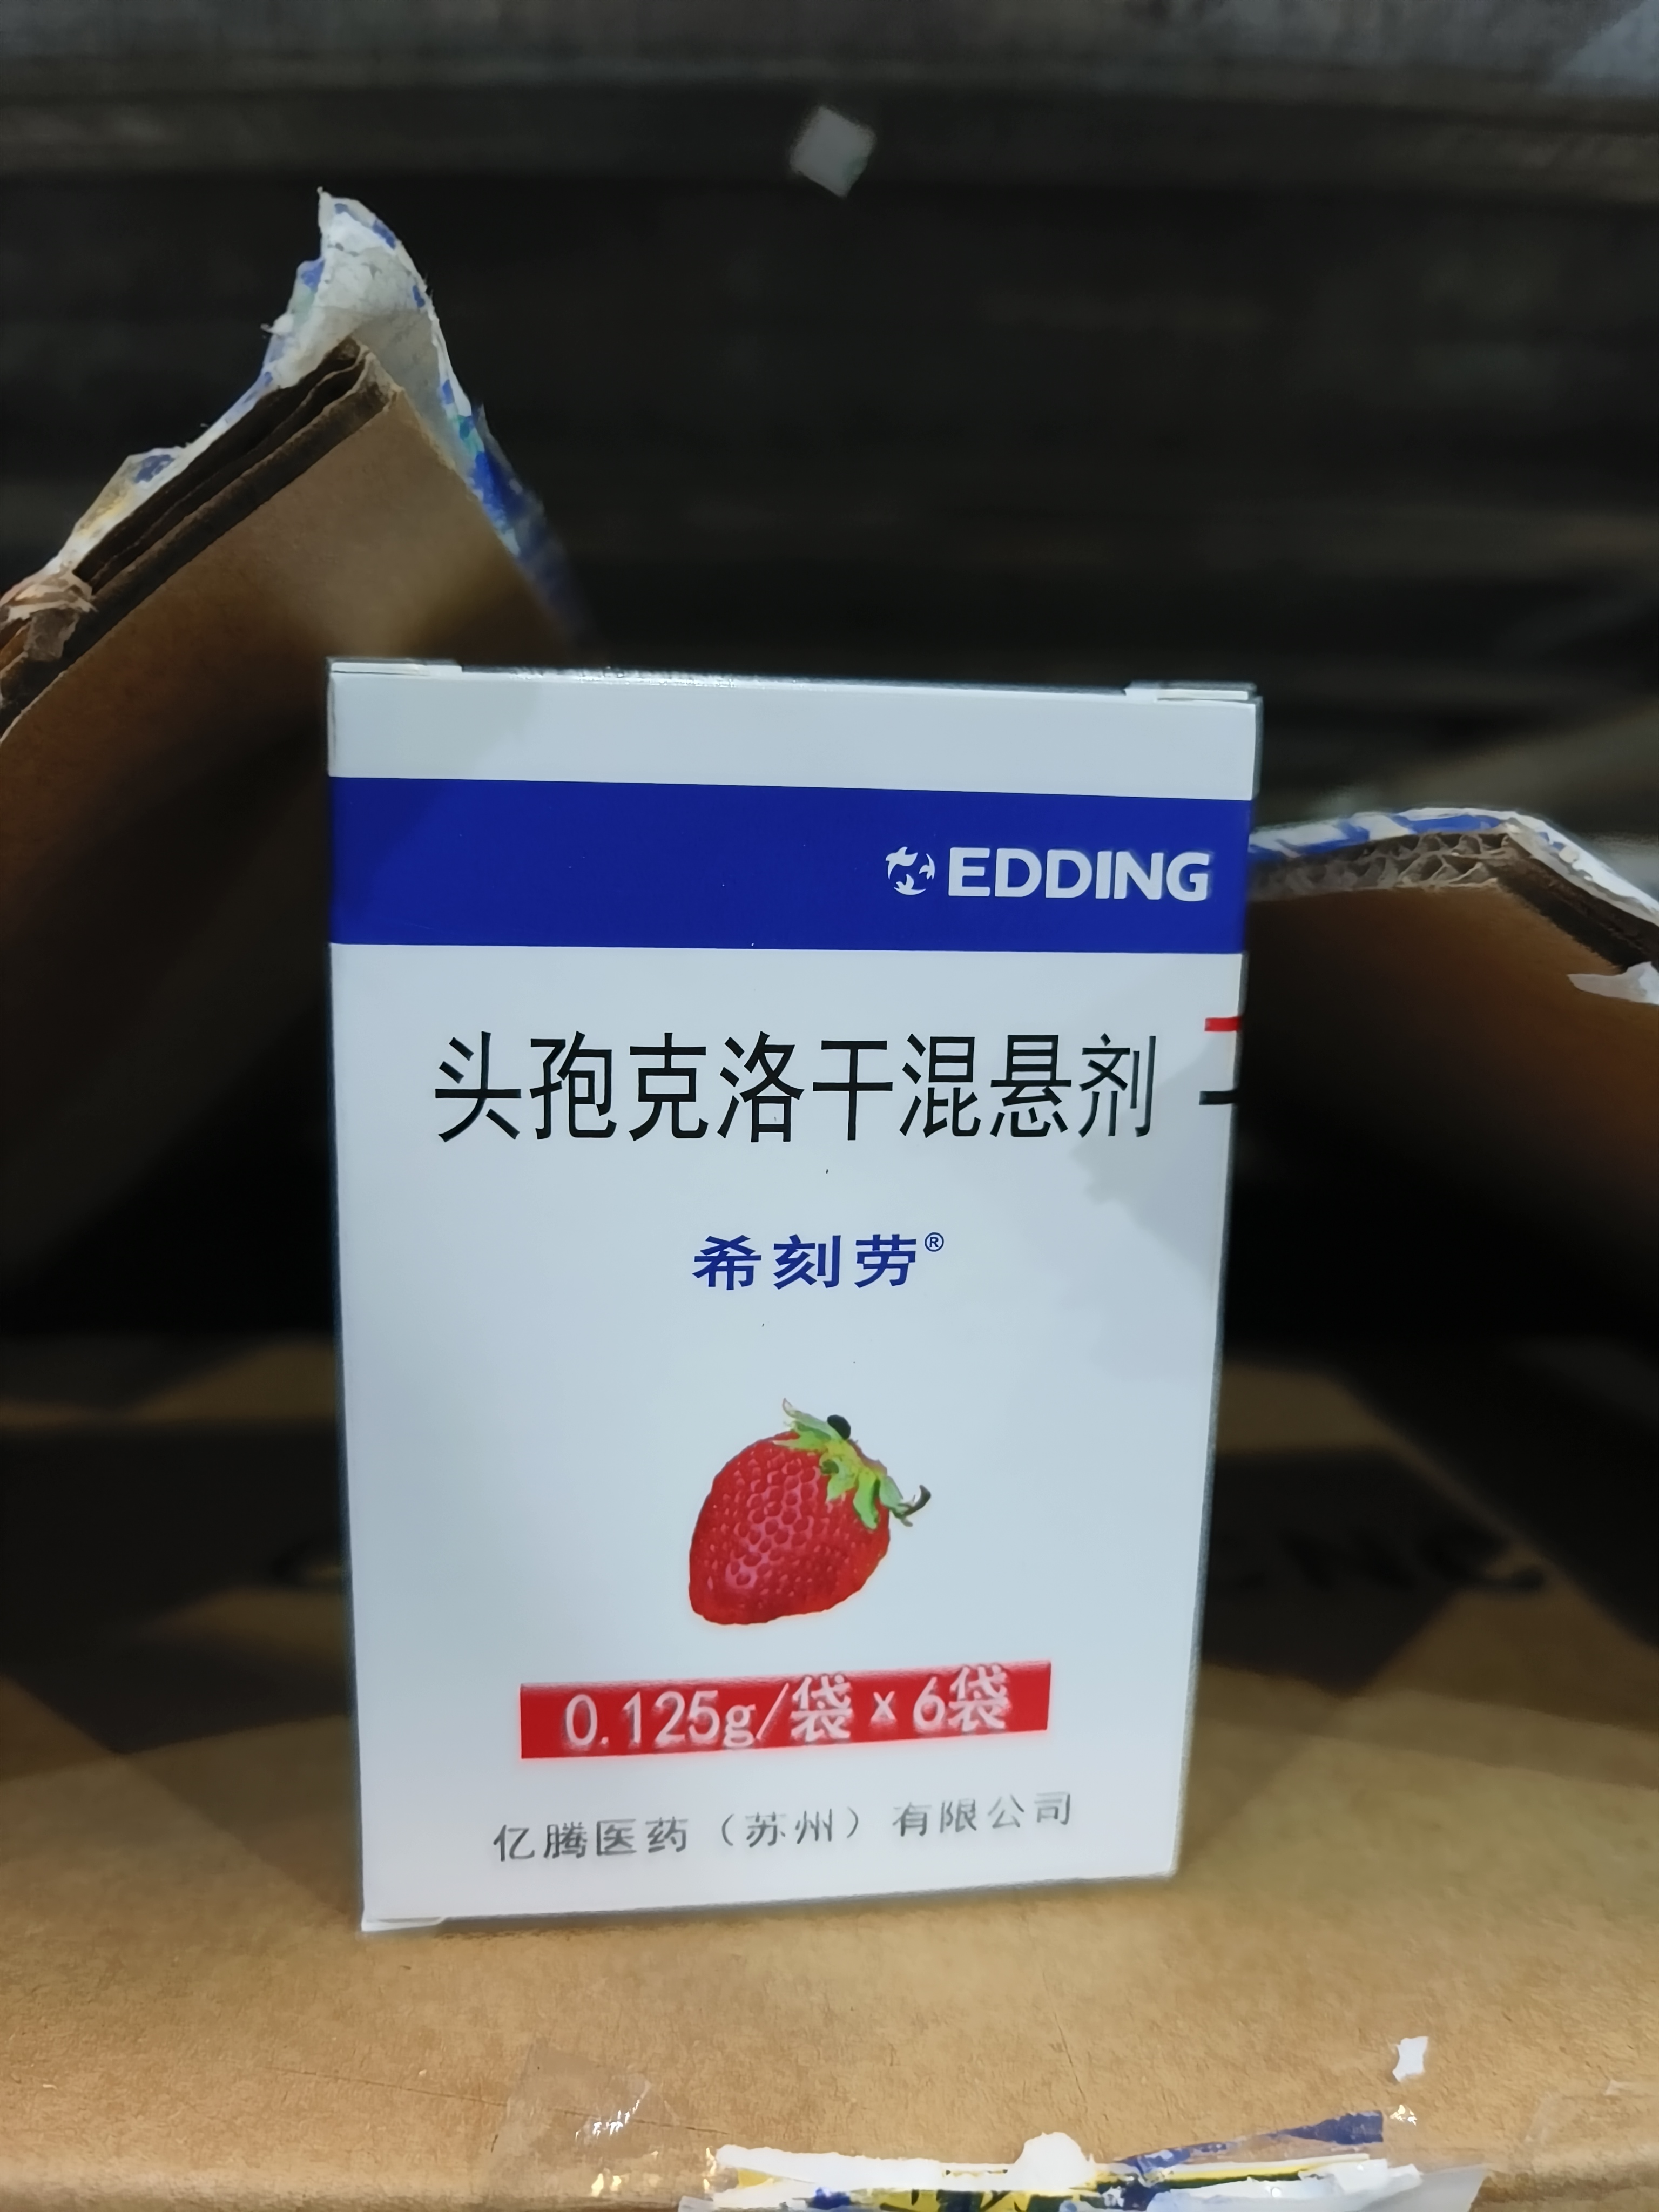 EDDING
头孢克洛干混悬剂
希刻劳®
0.125g/袋×6袋
亿腾医药（苏州）有限公司